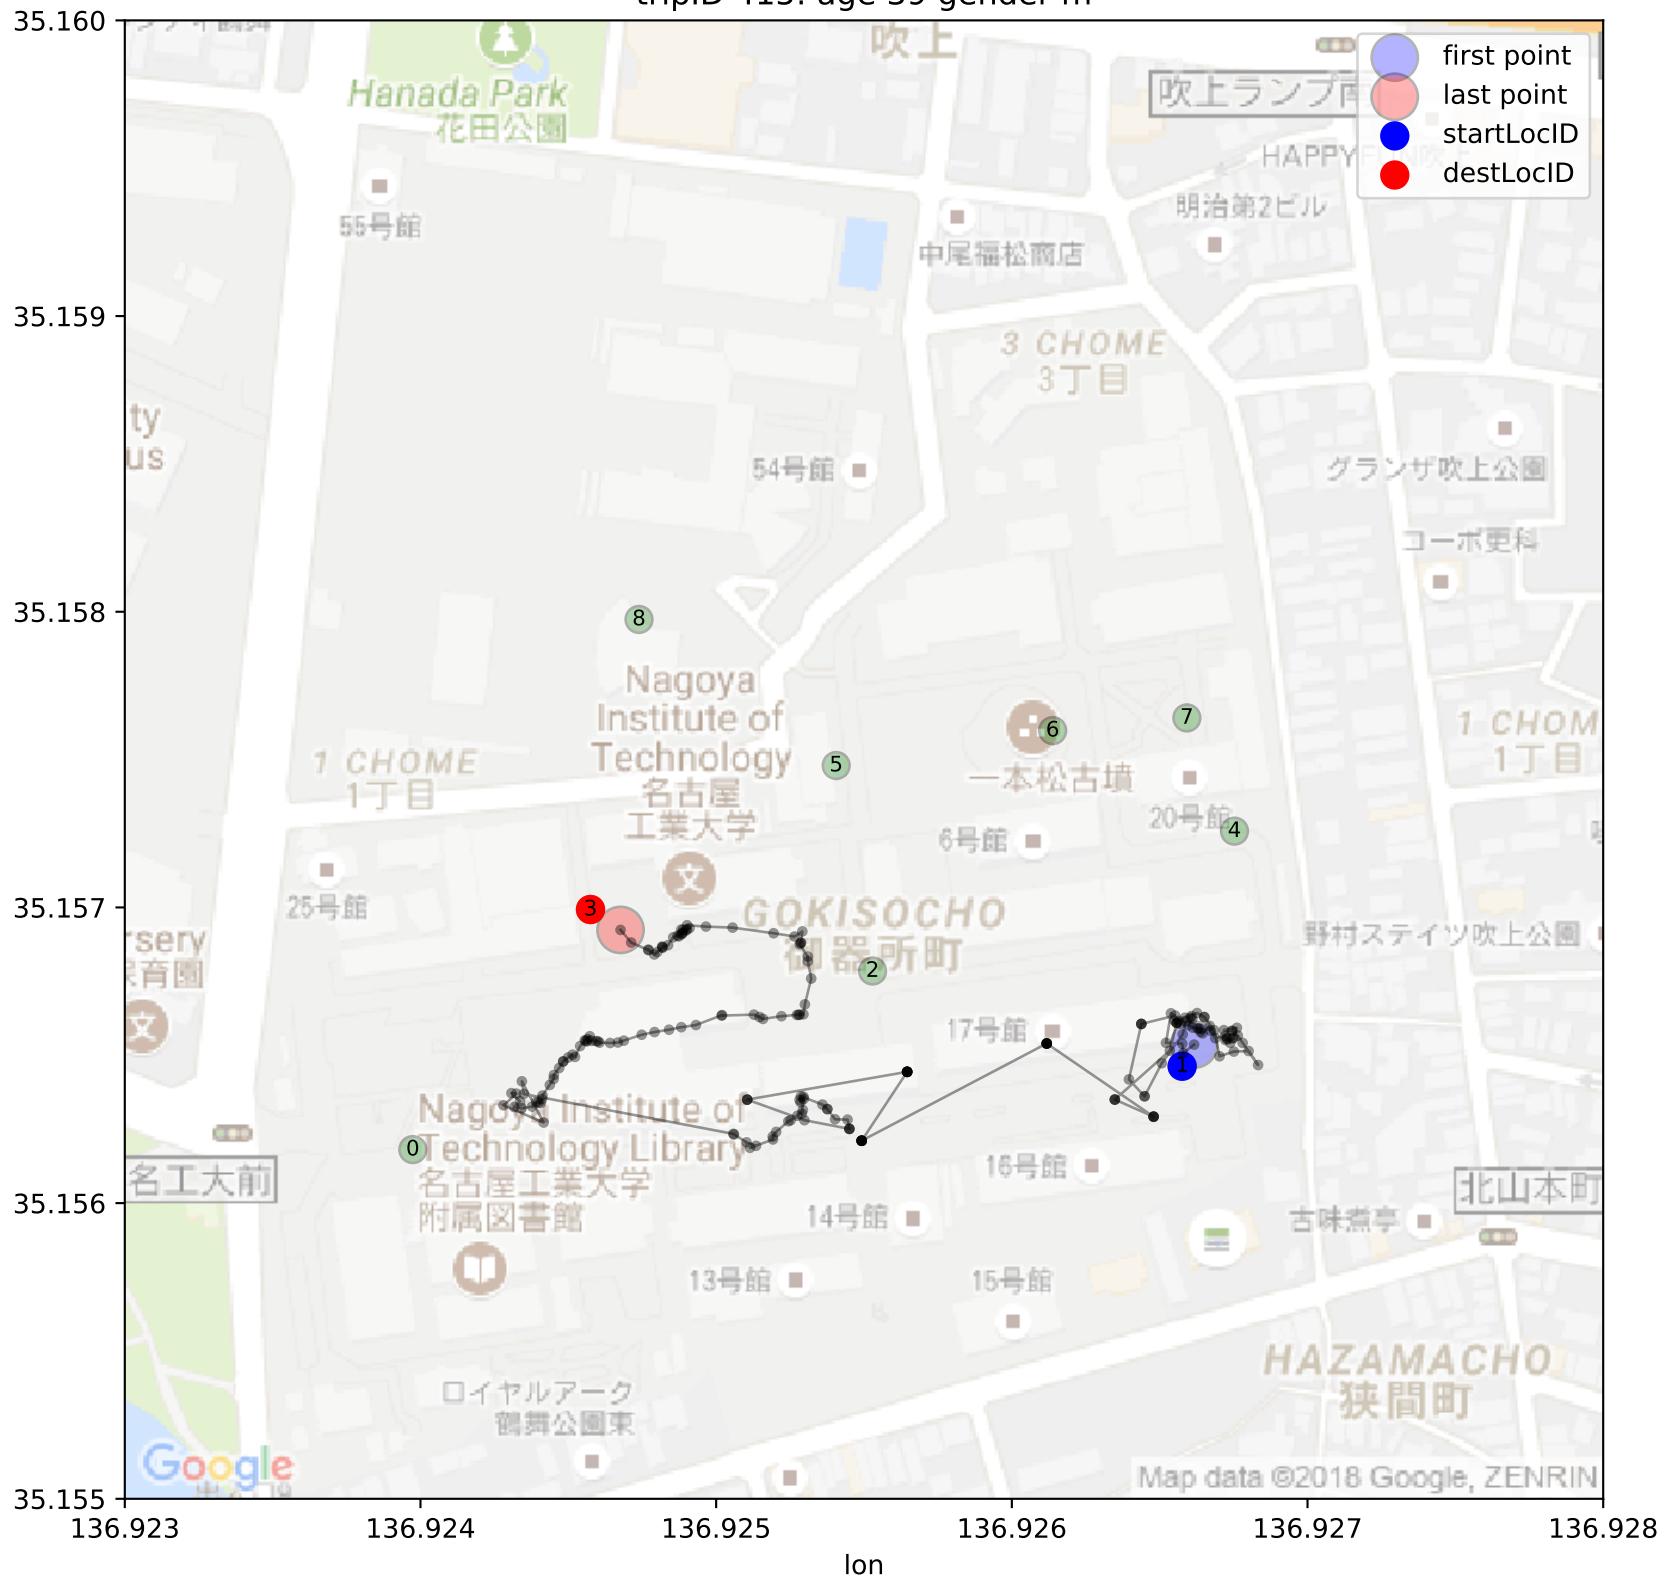 35.160
吹上
first point
last point
startLocID
destLocID
Hanada Park
花田公園
吹上ランプ南
HAPPY
55号館
明治第2ビル
中尾福松商店
35.159
3 CHOME
3丁目
ty
us
54号館
グランザ吹上公園
コーポ更科
35.158
8
Nagoya
Institute of
Technology
名古屋
工業大学
7
6
1 CHOM
1丁目
1 CHOME
1丁目
5
一本松古墳
20号館
4
6号館
25号館
35.157
3
GOKISOCHO
御器所町
野村ステイツ吹上公園
rsery
保育園
2
17号館
1
Nagoya Institute of
Technology Library
名古屋工業大学
附属図書館
0
名工大前
16号館
北山本町
35.156
14号館
古味煮亭
13号館
15号館
HAZAMACHO
狭間町
ロイヤルアーク
鶴舞公園東
Google
Map data ©2018 Google, ZENRIN
35.155
136.923
136.924
136.925
136.926
136.927
136.928
lon